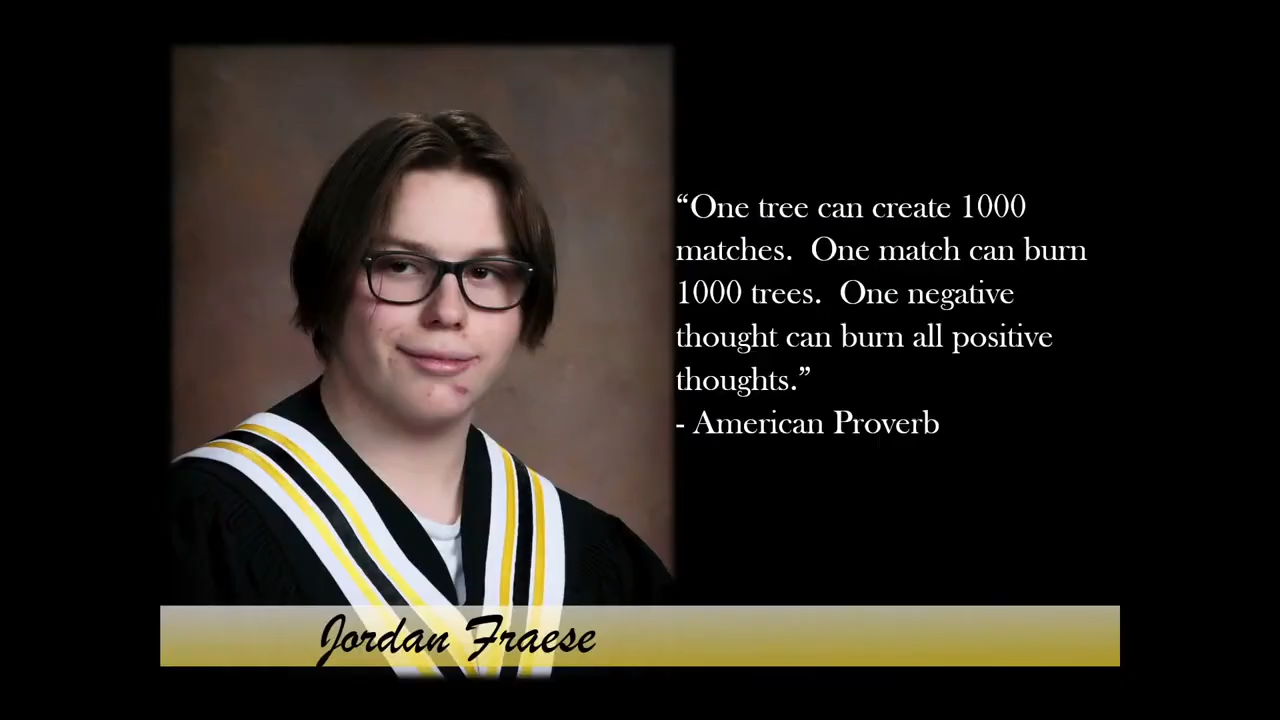 “One tree can create 1000
matches.  One match can burn
1000 trees.  One negative
thought can burn all positive
thoughts.”
- American Proverb
Jordan Fraese